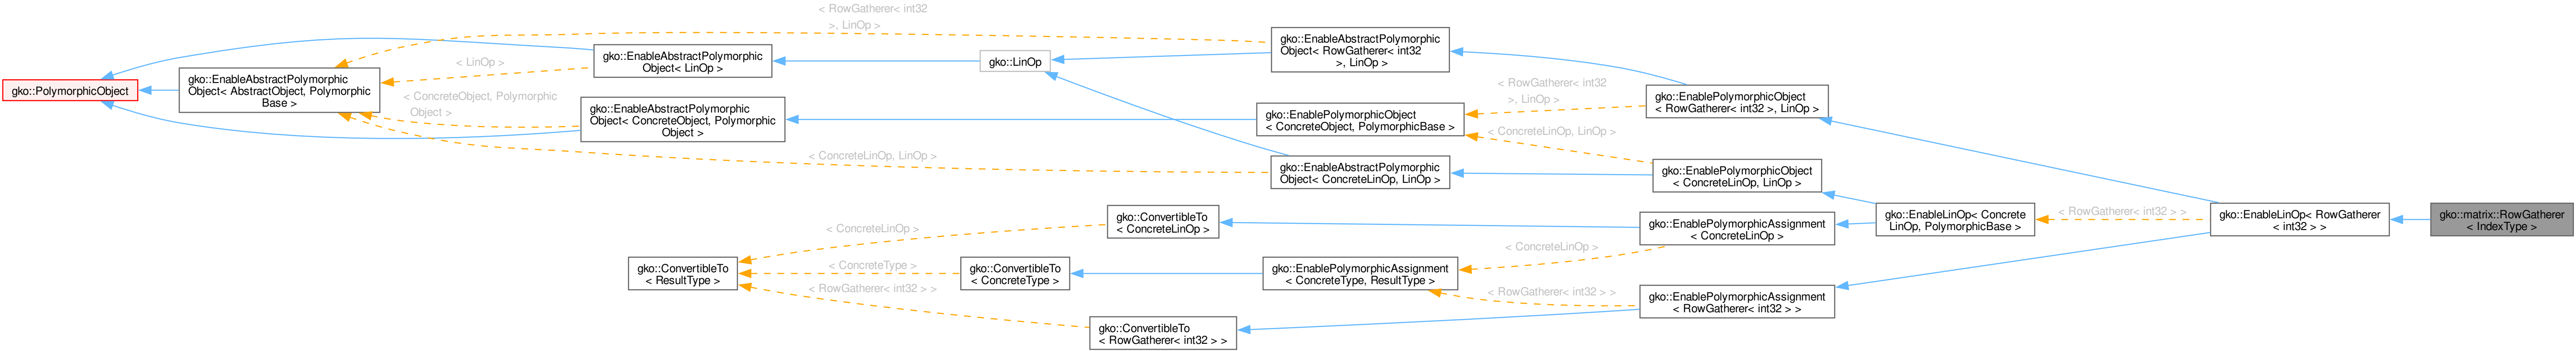 gko::PolymorphicObject
gko::EnableAbstractPolymorphic
Object< AbstractObject, Polymorphic
Base >
< LinOp >
< ConcreteObject, Polymorphic
Object >
gko::EnableAbstractPolymorphic
Object< LinOp >
gko::EnableAbstractPolymorphic
Object< ConcreteObject, Polymorphic
Object >
gko::ConvertibleTo
< ResultType >
< RowGatherer< int32
>, LinOp >
< ConcreteLinOp, LinOp >
< ConcreteLinOp >
< ConcreteType >
< RowGatherer< int32 > >
gko::LinOp
gko::ConvertibleTo
< ConcreteLinOp >
gko::ConvertibleTo
< ConcreteType >
gko::ConvertibleTo
< RowGatherer< int32 > >
gko::EnableAbstractPolymorphic
Object< RowGatherer< int32
>, LinOp >
gko::EnablePolymorphicObject
< ConcreteObject, PolymorphicBase >
gko::EnableAbstractPolymorphic
Object< ConcreteLinOp, LinOp >
gko::EnablePolymorphicAssignment
< ConcreteType, ResultType >
< RowGatherer< int32
>, LinOp >
< ConcreteLinOp, LinOp >
< ConcreteLinOp >
< RowGatherer< int32 > >
gko::EnablePolymorphicObject
< RowGatherer< int32 >, LinOp >
gko::EnablePolymorphicObject
< ConcreteLinOp, LinOp >
gko::EnablePolymorphicAssignment
< ConcreteLinOp >
gko::EnablePolymorphicAssignment
< RowGatherer< int32 > >
gko::EnableLinOp< Concrete
LinOp, PolymorphicBase >
< RowGatherer< int32 > >
gko::EnableLinOp< RowGatherer
< int32 > >
gko::matrix::RowGatherer
< IndexType >